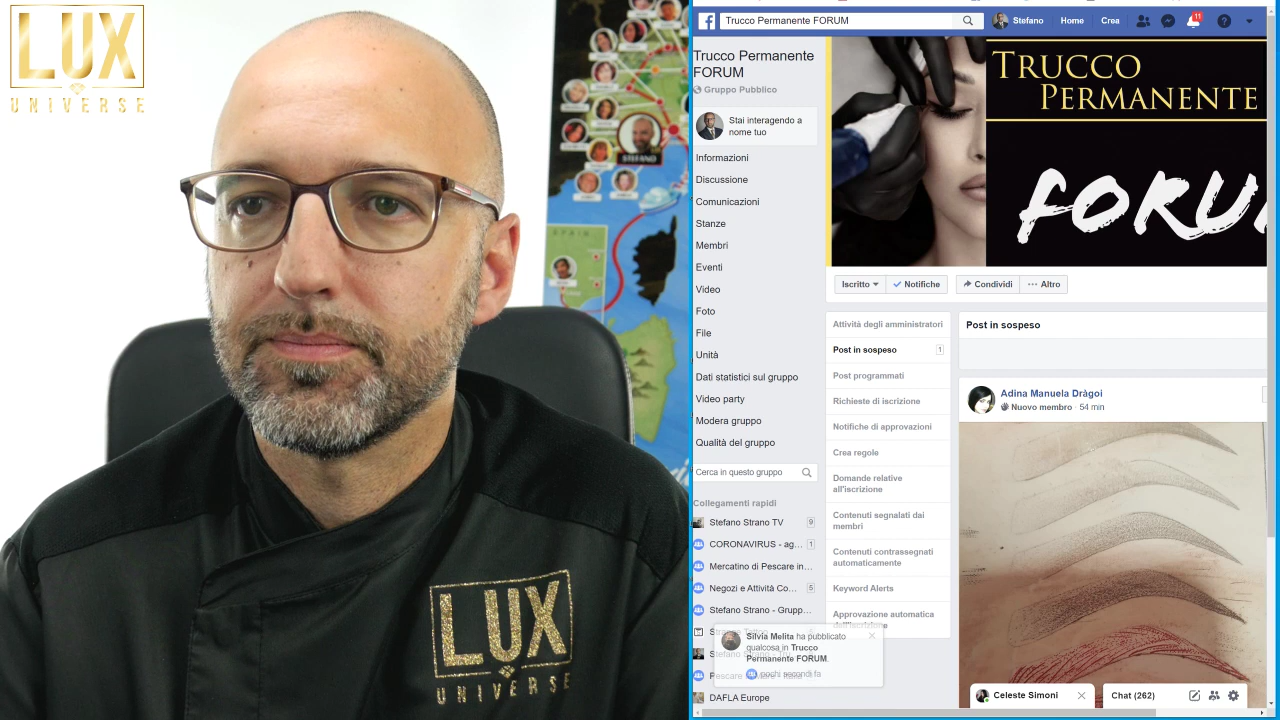 LUX
UNIVERSE
STEFANO
SPAIN
LUX
UNIVERSE
Trucco Permanente FORUM
Stefano
Home
Crea
11
Trucco Permanente
FORUM
Gruppo Pubblico
Stai interagendo a
nome tuo
Informazioni
Discussione
Comunicazioni
Stanze
Membri
Eventi
Video
Foto
File
Unità
Dati statistici sul gruppo
Video party
Modera gruppo
Qualità del gruppo
Cerca in questo gruppo
Collegamenti rapidi
Stefano Strano TV 9
CORONAVIRUS - ag... 1
Mercatino di Pescare in...
Negozi e Attività Co... 5
Stefano Strano - Grupp...
DAFLA Europe
Silvia Melita ha pubblicato
qualcosa in Trucco
Permanente FORUM.
pochi secondi fa
TRUCCO
PERMANENTE
FORU
Iscritto
Notifiche
Condividi
Altro
Attività degli amministratori
Post in sospeso 1
Post programmati
Richieste di iscrizione
Notifiche di approvazioni
Crea regole
Domande relative
all'iscrizione
Contenuti segnalati dai
membri
Contenuti contrassegnati
automaticamente
Keyword Alerts
Approvazione automatica
dell'iscrizione
Post in sospeso
Adina Manuela Dràgoi
Nuovo membro · 54 min
Celeste Simoni
Chat (262)